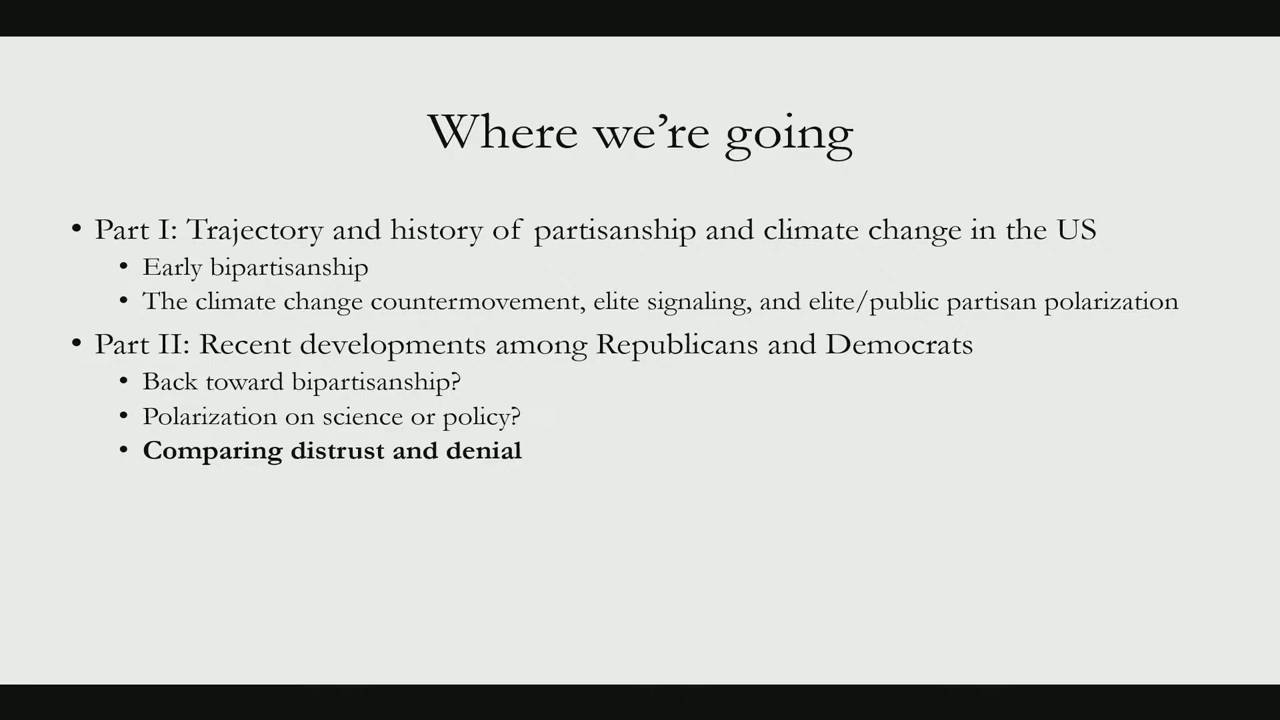 Where we’re going
• Part I: Trajectory and history of partisanship and climate change in the US
• Early bipartisanship
• The climate change countermovement, elite signaling, and elite/public partisan polarization
• Part II: Recent developments among Republicans and Democrats
• Back toward bipartisanship?
• Polarization on science or policy?
• Comparing distrust and denial